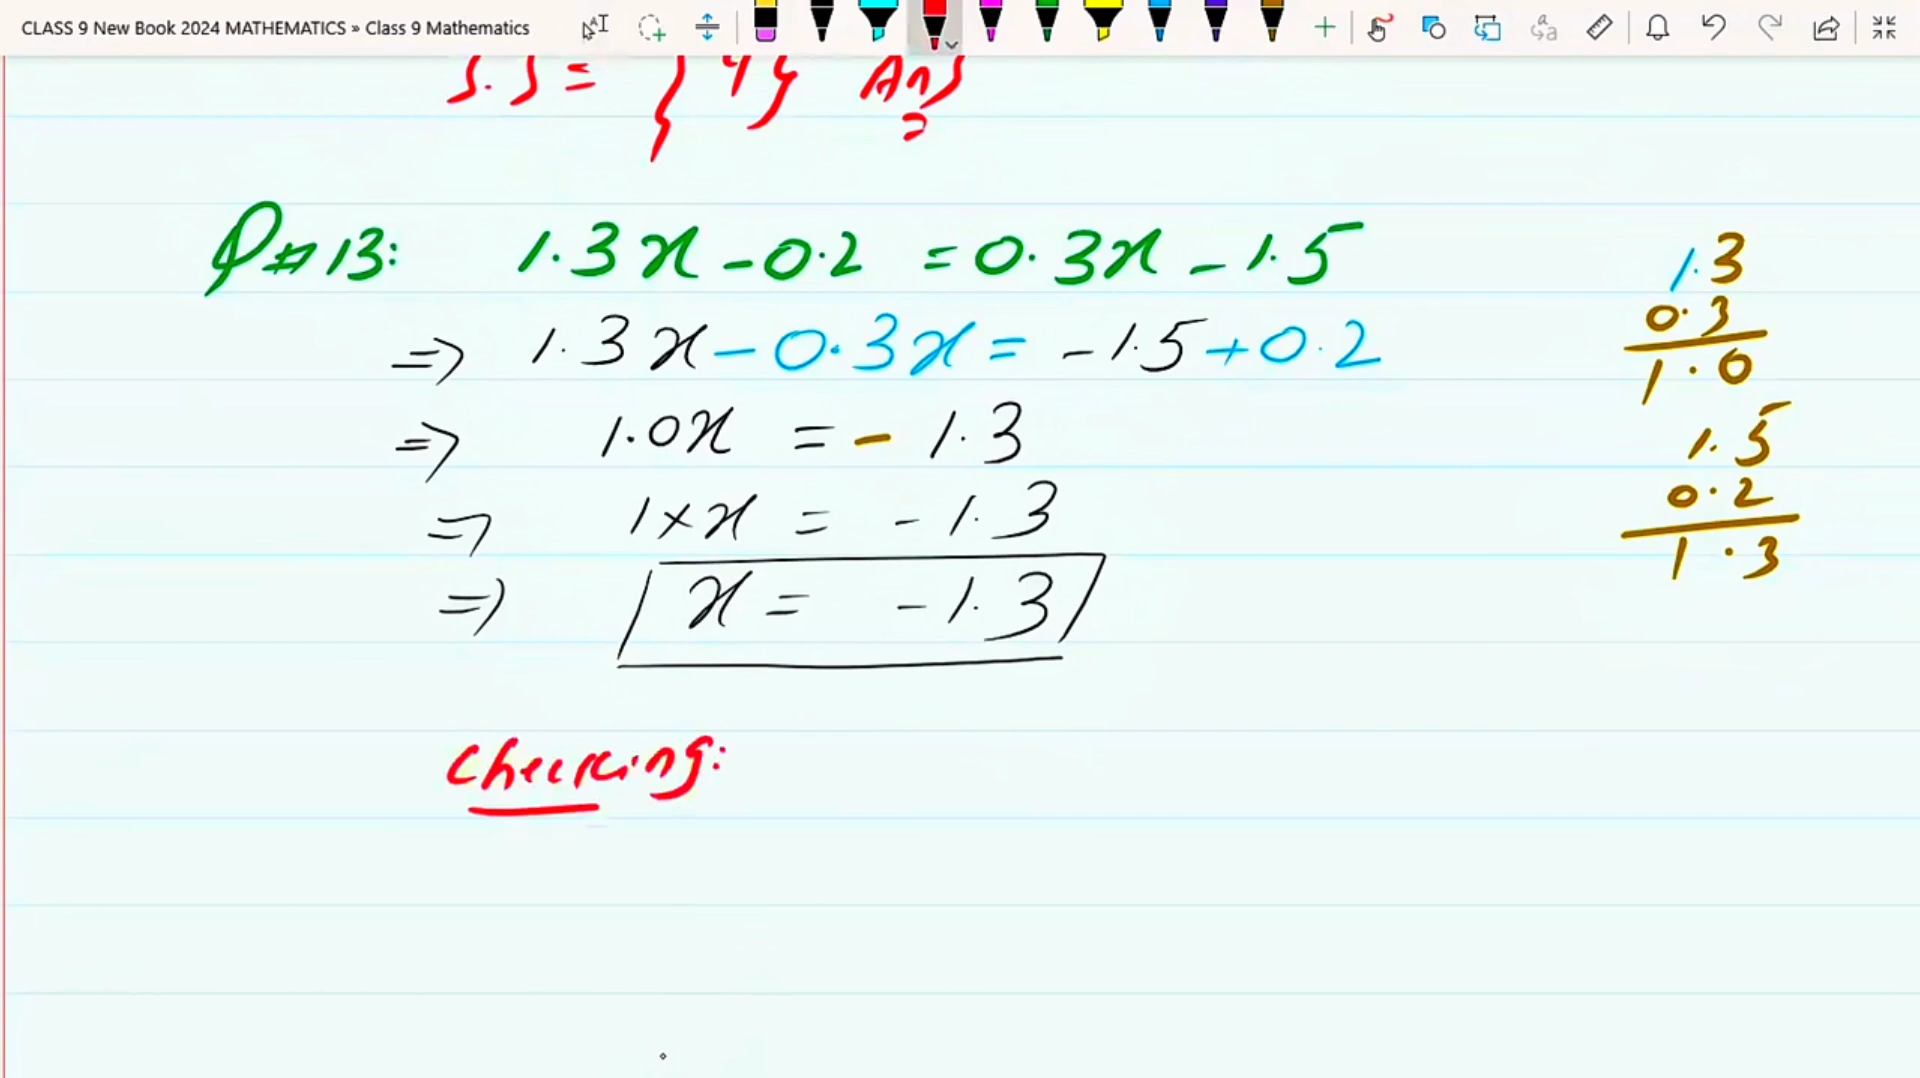 CLASS 9 New Book 2024 MATHEMATICS » Class 9 Mathematics
S.S = {4} Ans
Q#13: 1.3x - 0.2 = 0.3x - 1.5
=> 1.3x - 0.3x = -1.5 + 0.2
=> 1.0x = - 1.3
=> 1 × x = - 1.3
=> x = - 1.3
Checking:
1.3
0.3
1.0
1.5
0.2
1.3